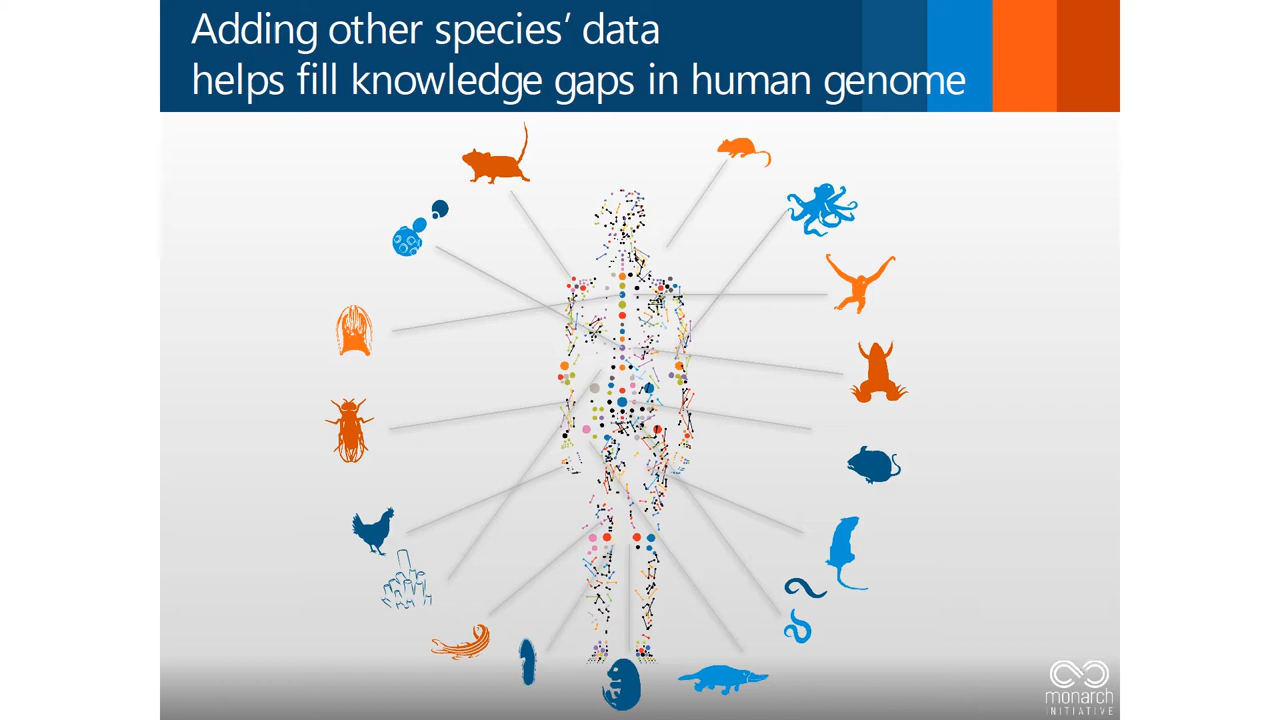 Adding other species’ data
helps fill knowledge gaps in human genome
monarch
INITIATIVE